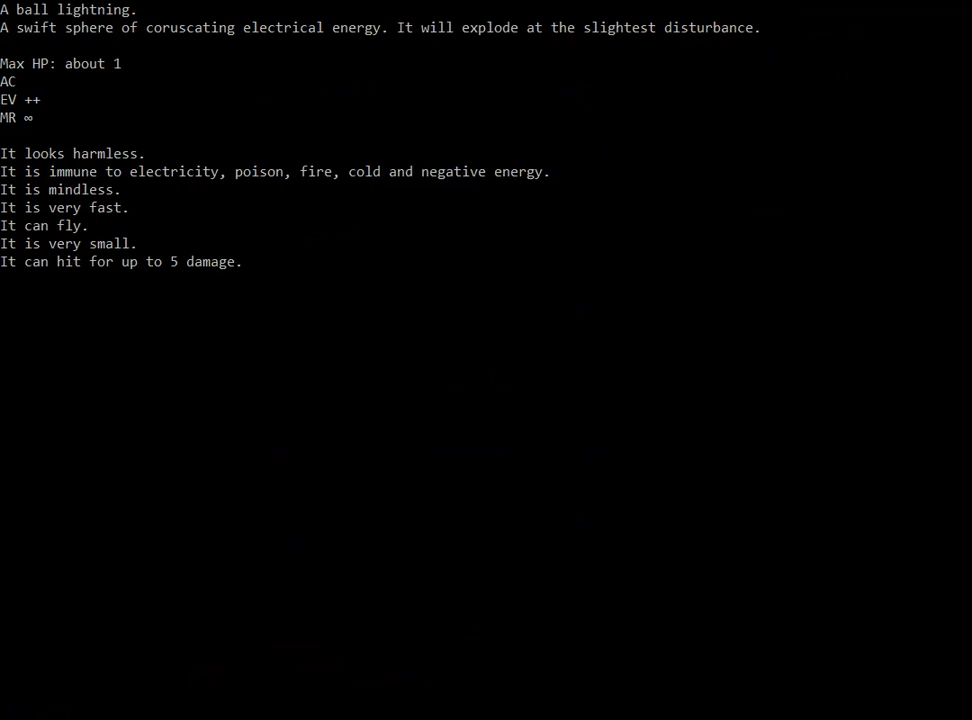 A ball lightning.
A swift sphere of coruscating electrical energy. It will explode at the slightest disturbance.
Max HP: about 1
AC
EV ++
MR ∞
It looks harmless.
It is immune to electricity, poison, fire, cold and negative energy.
It is mindless.
It is very fast.
It can fly.
It is very small.
It can hit for up to 5 damage.